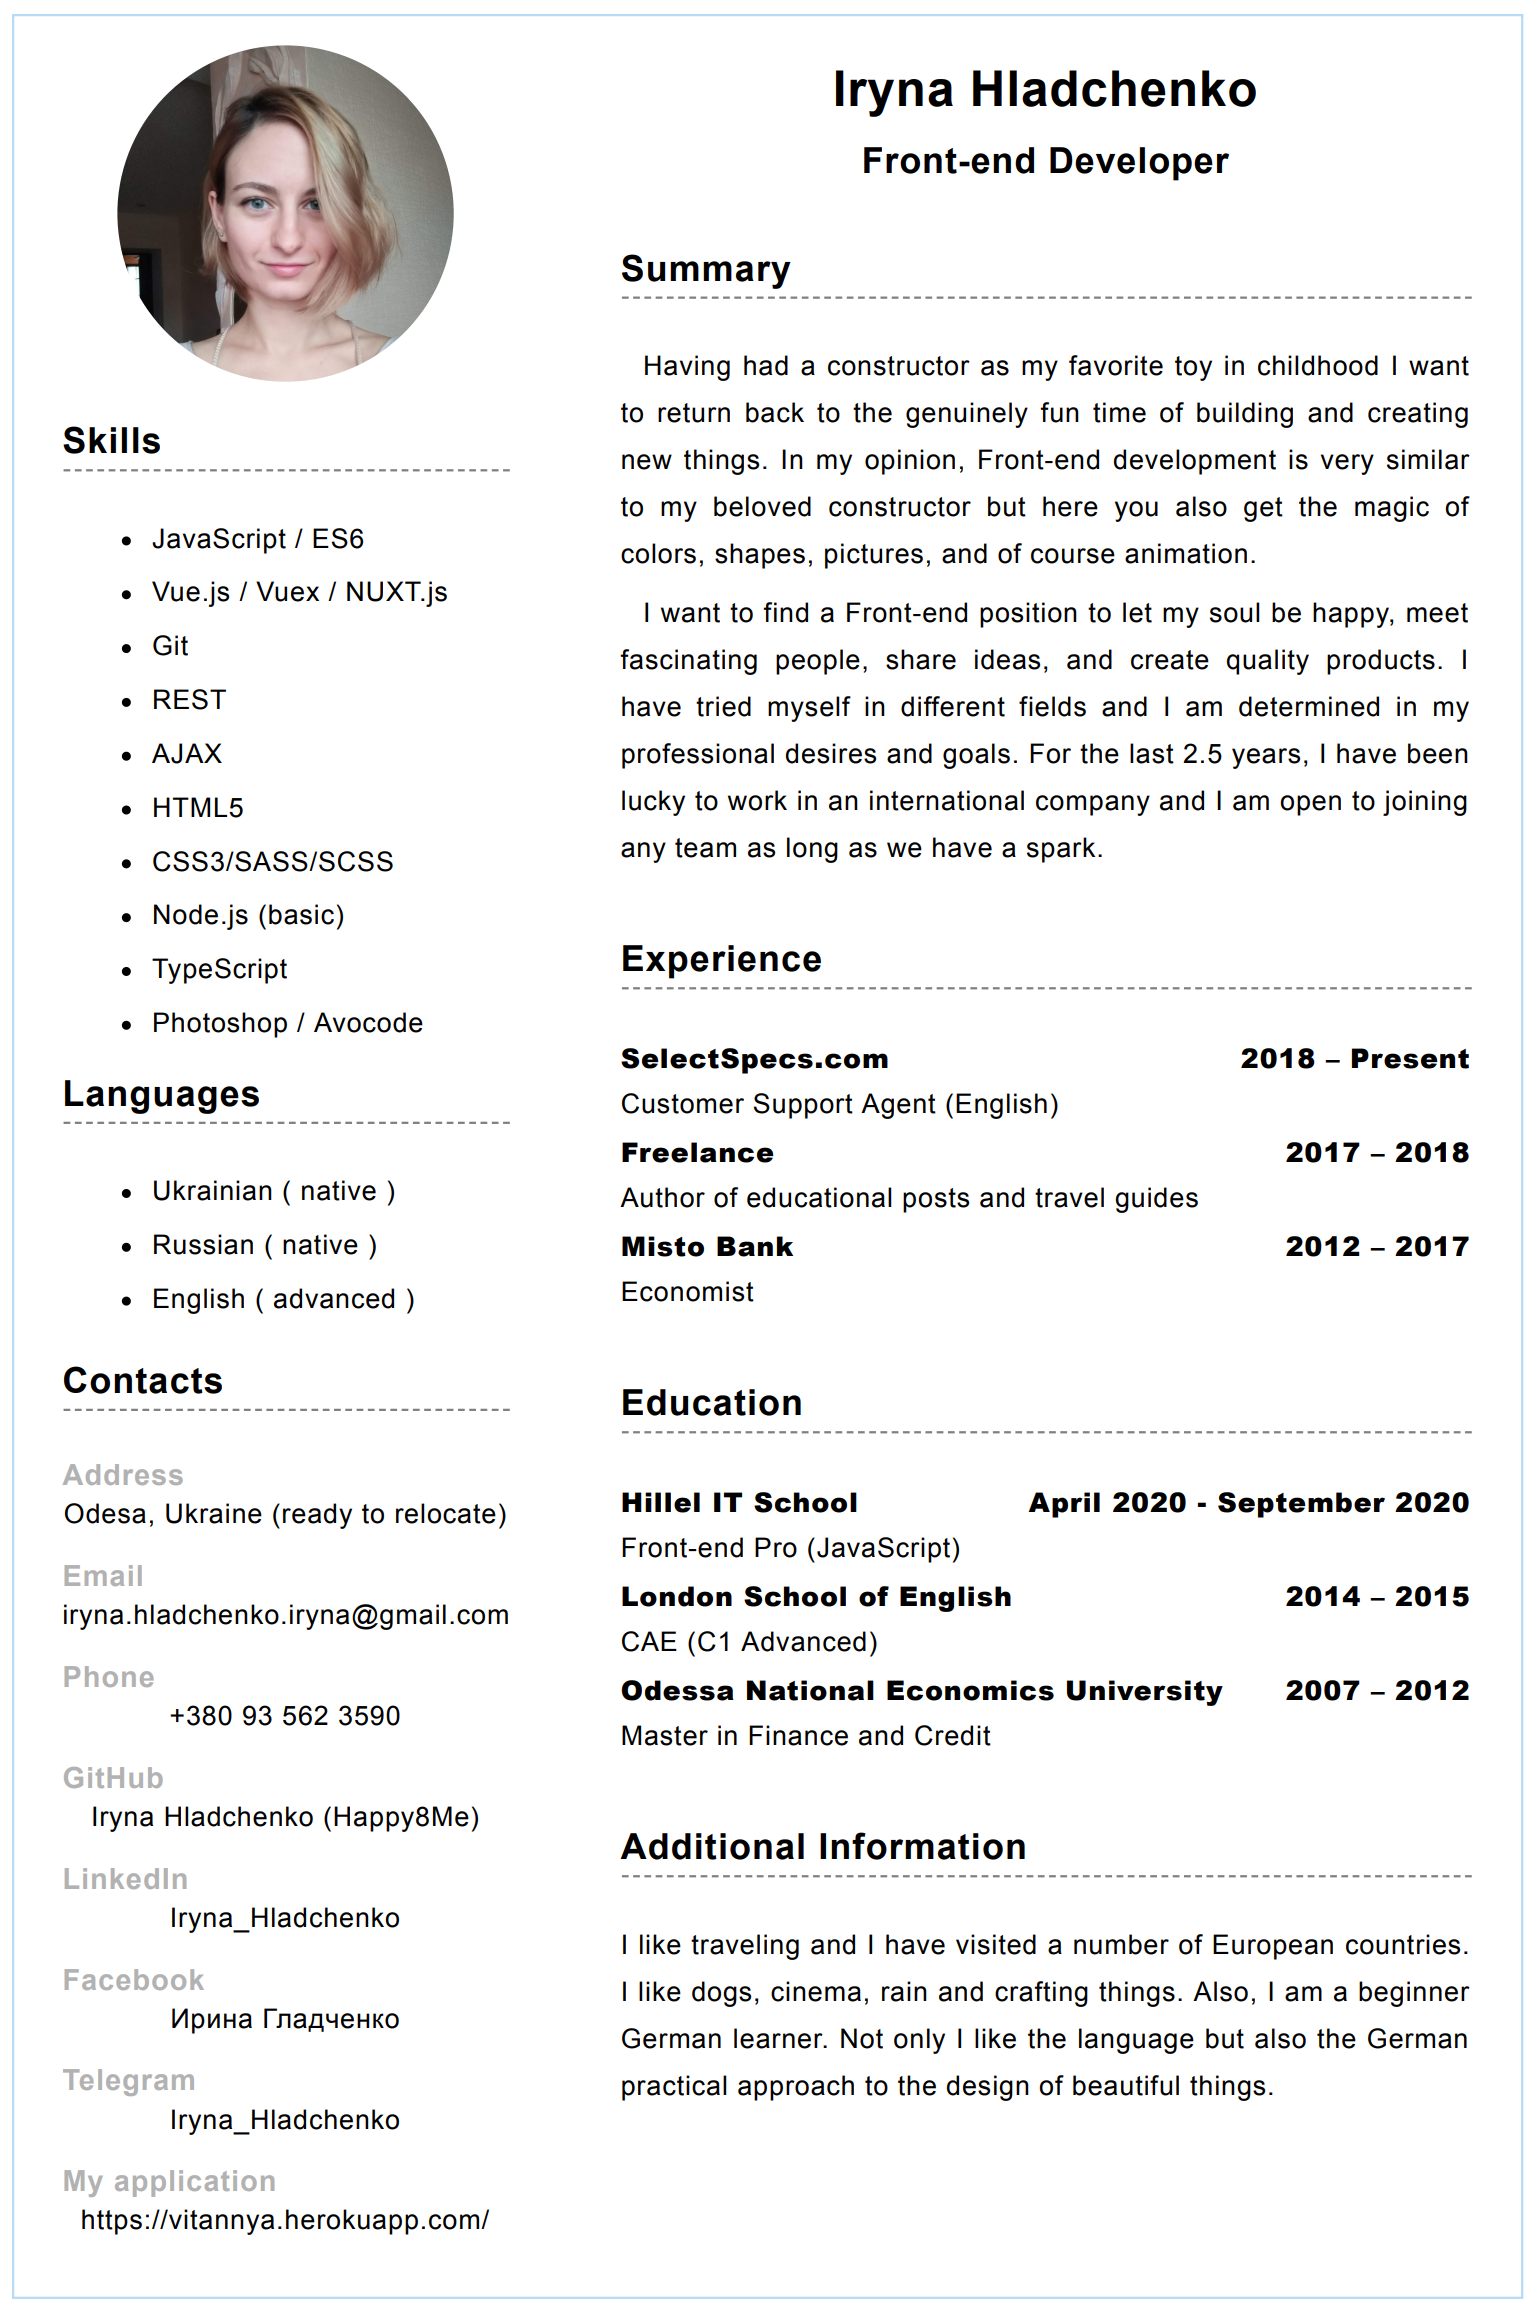 Iryna Hladchenko
Front-end Developer
Skills
JavaScript / ES6
Vue.js / Vuex / NUXT.js
Git
REST
AJAX
HTML5
CSS3/SASS/SCSS
Node.js (basic)
TypeScript
Photoshop / Avocode
Languages
Ukrainian ( native )
Russian ( native )
English ( advanced )
Contacts
Address
Odesa, Ukraine (ready to relocate)
Email
iryna.hladchenko.iryna@gmail.com
Phone
+380 93 562 3590
GitHub
Iryna Hladchenko (Happy8Me)
LinkedIn
Iryna_Hladchenko
Facebook
Ирина Гладченко
Telegram
Iryna_Hladchenko
My application
https://vitannya.herokuapp.com/
Summary
Having had a constructor as my favorite toy in childhood I want
to return back to the genuinely fun time of building and creating
new things. In my opinion, Front-end development is very similar
to my beloved constructor but here you also get the magic of
colors, shapes, pictures, and of course animation.
I want to find a Front-end position to let my soul be happy, meet
fascinating people, share ideas, and create quality products. I
have tried myself in different fields and I am determined in my
professional desires and goals. For the last 2.5 years, I have been
lucky to work in an international company and I am open to joining
any team as long as we have a spark.
Experience
SelectSpecs.com 2018 – Present
Customer Support Agent (English)
Freelance 2017 – 2018
Author of educational posts and travel guides
Misto Bank 2012 – 2017
Economist
Education
Hillel IT School April 2020 - September 2020
Front-end Pro (JavaScript)
London School of English 2014 – 2015
CAE (C1 Advanced)
Odessa National Economics University 2007 – 2012
Master in Finance and Credit
Additional Information
I like traveling and I have visited a number of European countries.
I like dogs, cinema, rain and crafting things. Also, I am a beginner
German learner. Not only I like the language but also the German
practical approach to the design of beautiful things.